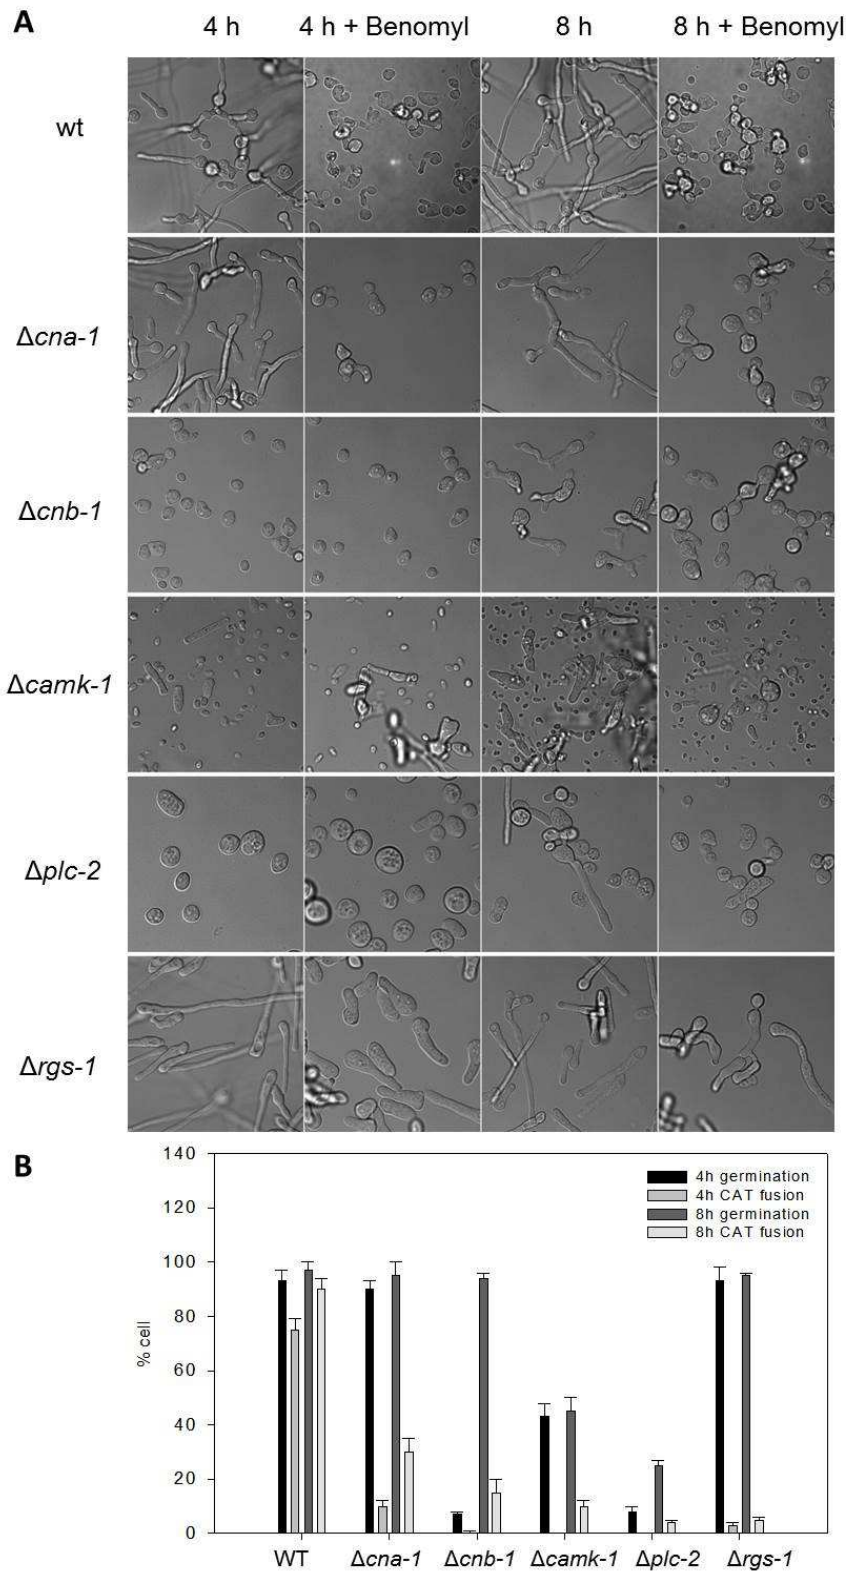 A
4 h 4 h + Benomyl 8 h 8 h + Benomyl
wt
Δcna-1
Δcnb-1
Δcamk-1
Δplc-2
Δrgs-1
B
140
120
100
80
60
40
20
0
% cell
4h germination
4h CAT fusion
8h germination
8h CAT fusion
WT Δcna-1 Δcnb-1 Δcamk-1 Δplc-2 Δrgs-1